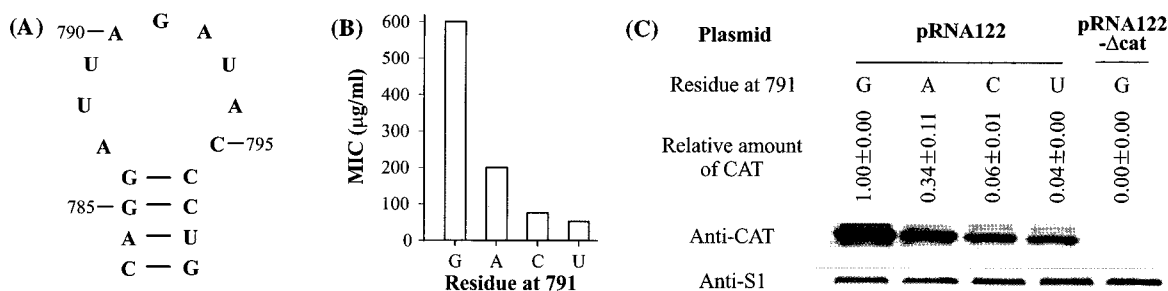 (A)
G
790 A A
U U
U A
A C 795
G — C
785 G — C
A — U
C — G
(B)
MIC (µg/ml)
600
500
400
300
200
100
0
G A C U
Residue at 791
(C)
Plasmid pRNA122 pRNA122
-Δcat
Residue at 791 G A C U G
Relative amount
of CAT
1.00±0.00 0.34±0.11 0.06±0.01 0.04±0.00 0.00±0.00
Anti-CAT
Anti-S1